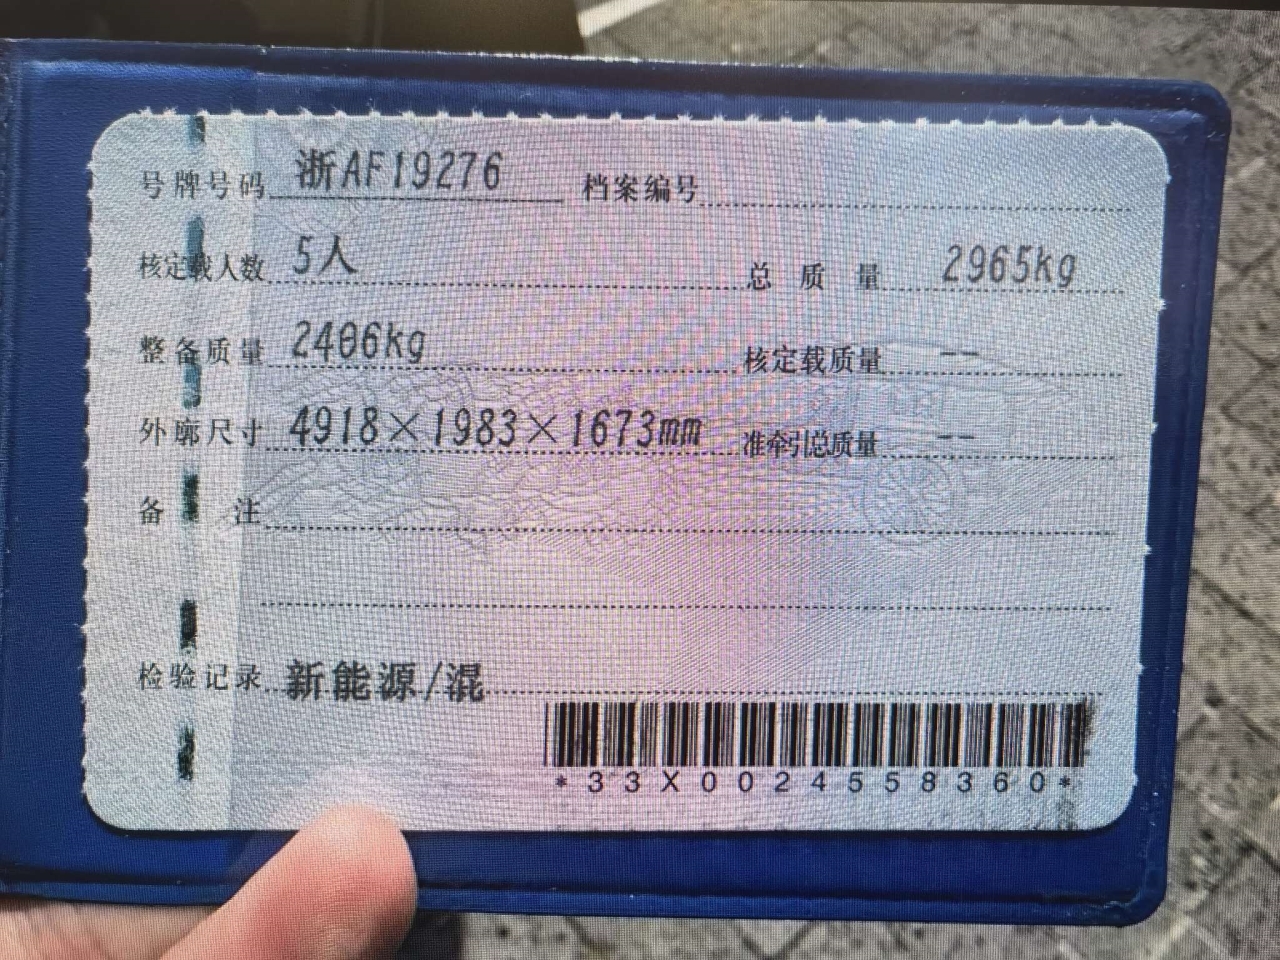 号牌号码 浙AF19276 档案编号
核定载人数 5人 总质量 2965kg
整备质量 2406kg 核定载质量 --
外廓尺寸 4918×1983×1673mm 准牵引总质量 --
备注
检验记录 新能源/混
*33X0024558360*